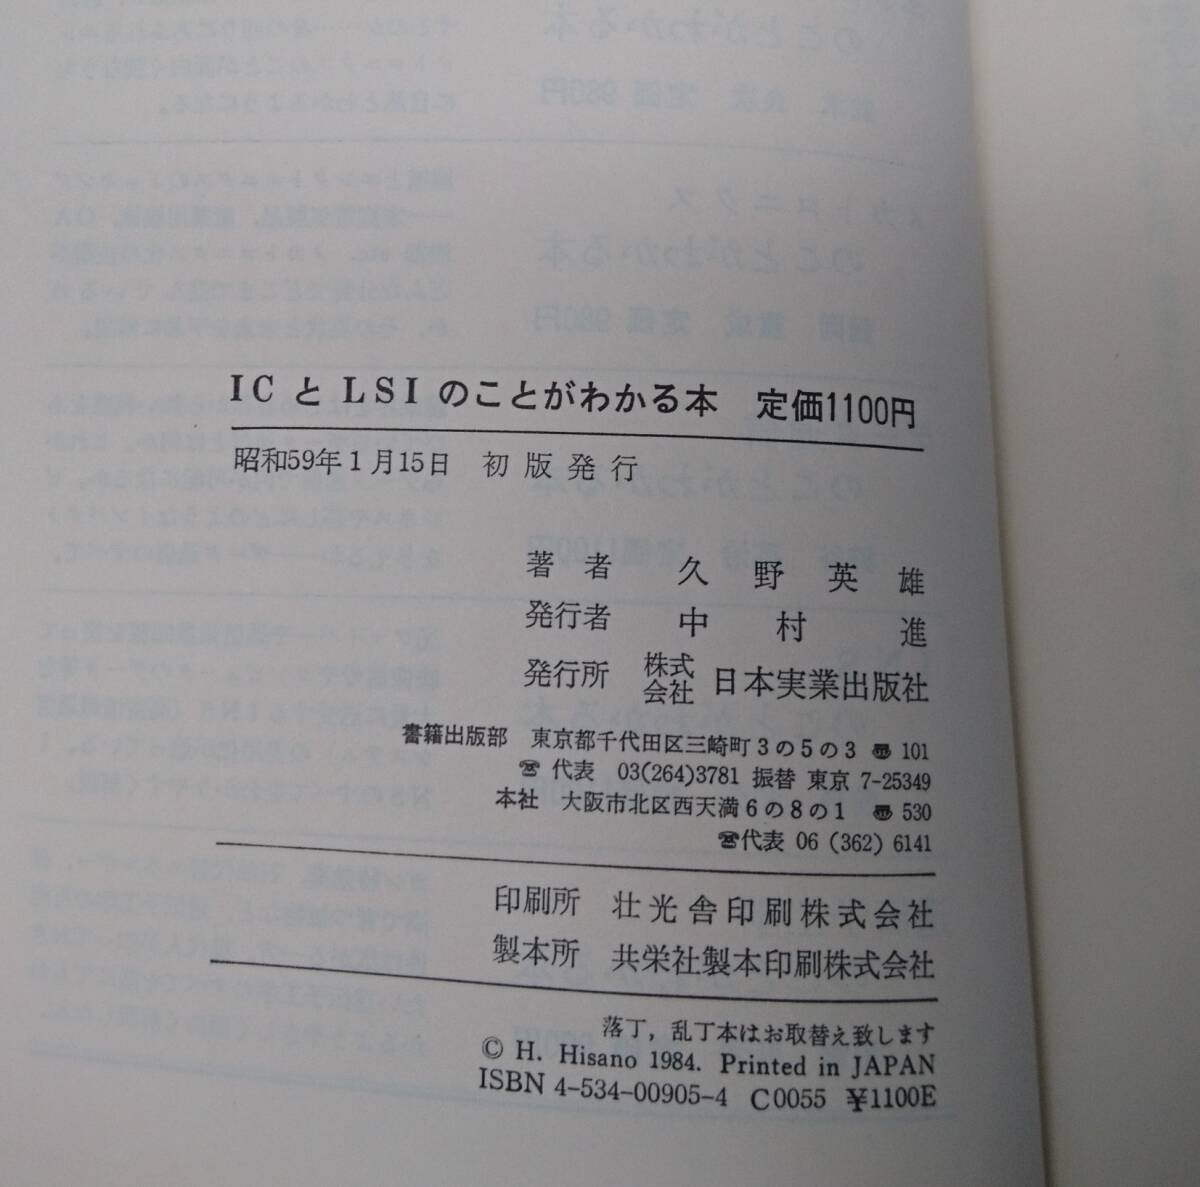 ICとLSIのことがわかる本 定価1100円
昭和59年1月15日 初版発行
著者 久野英雄
発行者 中村進
発行所 株式会社 日本実業出版社
書籍出版部 東京都千代田区三崎町3の5の3 〠 101
☎ 代表 03(264)3781 振替 東京 7-25349
本社 大阪市北区西天満6の8の1 〠 530
☎代表 06 (362) 6141
印刷所 壮光舎印刷株式会社
製本所 共栄社製本印刷株式会社
落丁，乱丁本はお取替え致します
© H. Hisano 1984. Printed in JAPAN
ISBN 4-534-00905-4 C0055 ¥1100E